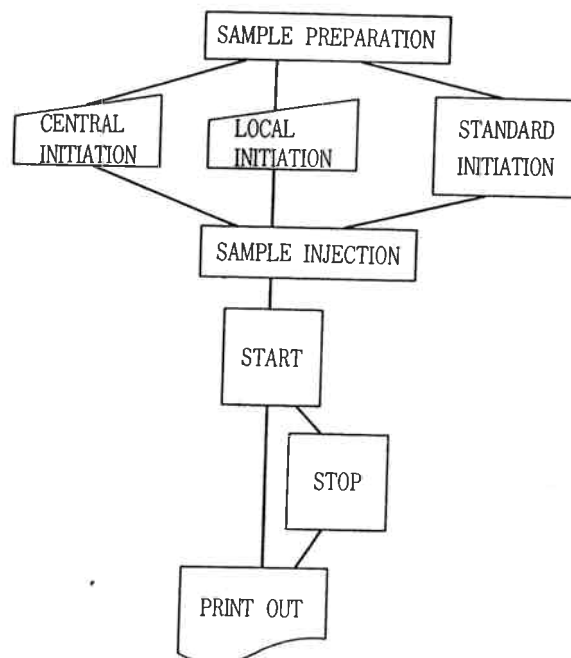 SAMPLE PREPARATION
CENTRAL
INITIATION
LOCAL
INITIATION
STANDARD
INITIATION
SAMPLE INJECTION
START
STOP
PRINT OUT